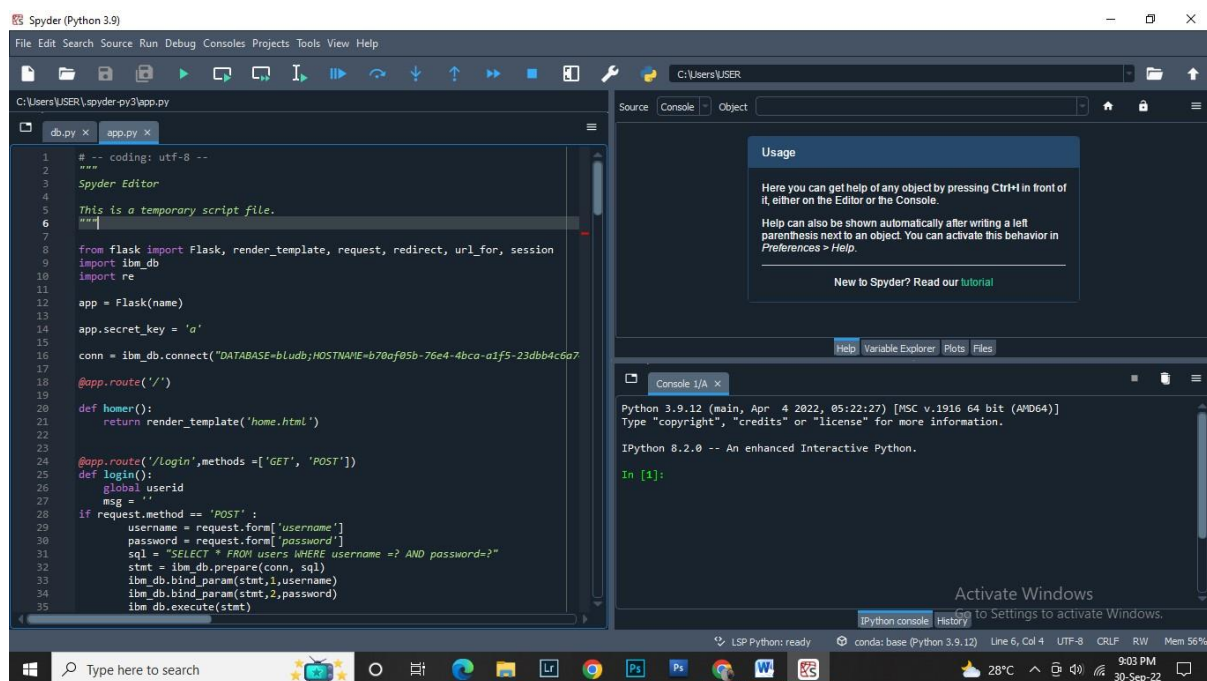 Spyder (Python 3.9)
File Edit Search Source Run Debug Consoles Projects Tools View Help
C:\Users\USER
C:\Users\USER\.spyder-py3\app.py
db.py
app.py
1 # -- coding: utf-8 --
2 """
3 Spyder Editor
4
5 This is a temporary script file.
6 """
7
8 from flask import Flask, render_template, request, redirect, url_for, session
9 import ibm_db
10 import re
11
12 app = Flask(name)
13
14 app.secret_key = 'a'
15
16 conn = ibm_db.connect("DATABASE=bludb;HOSTNAME=b70af05b-76e4-4bca-a1f5-23dbb4c6a7
17
18 @app.route('/')
19
20 def homer():
21 return render_template('home.html')
22
23
24 @app.route('/login',methods =['GET', 'POST'])
25 def login():
26 global userid
27 msg = ''
28 if request.method == 'POST' :
29 username = request.form['username']
30 password = request.form['password']
31 sql = "SELECT * FROM users WHERE username =? AND password=?"
32 stmt = ibm_db.prepare(conn, sql)
33 ibm_db.bind_param(stmt,1,username)
34 ibm_db.bind_param(stmt,2,password)
35 ibm_db.execute(stmt)
Source Console Object
Usage
Here you can get help of any object by pressing Ctrl+I in front of
it, either on the Editor or the Console.
Help can also be shown automatically after writing a left
parenthesis next to an object. You can activate this behavior in
Preferences > Help.
New to Spyder? Read our tutorial
Help Variable Explorer Plots Files
Console 1/A
Python 3.9.12 (main, Apr 4 2022, 05:22:27) [MSC v.1916 64 bit (AMD64)]
Type "copyright", "credits" or "license" for more information.
IPython 8.2.0 -- An enhanced Interactive Python.
In [1]:
Activate Windows
Go to Settings to activate Windows.
IPython console History
LSP Python: ready conda: base (Python 3.9.12) Line 6, Col 4 UTF-8 CRLF RW Mem 56%
Type here to search
Lr
Ps
Ps
W
28°C
9:03 PM
30-Sep-22